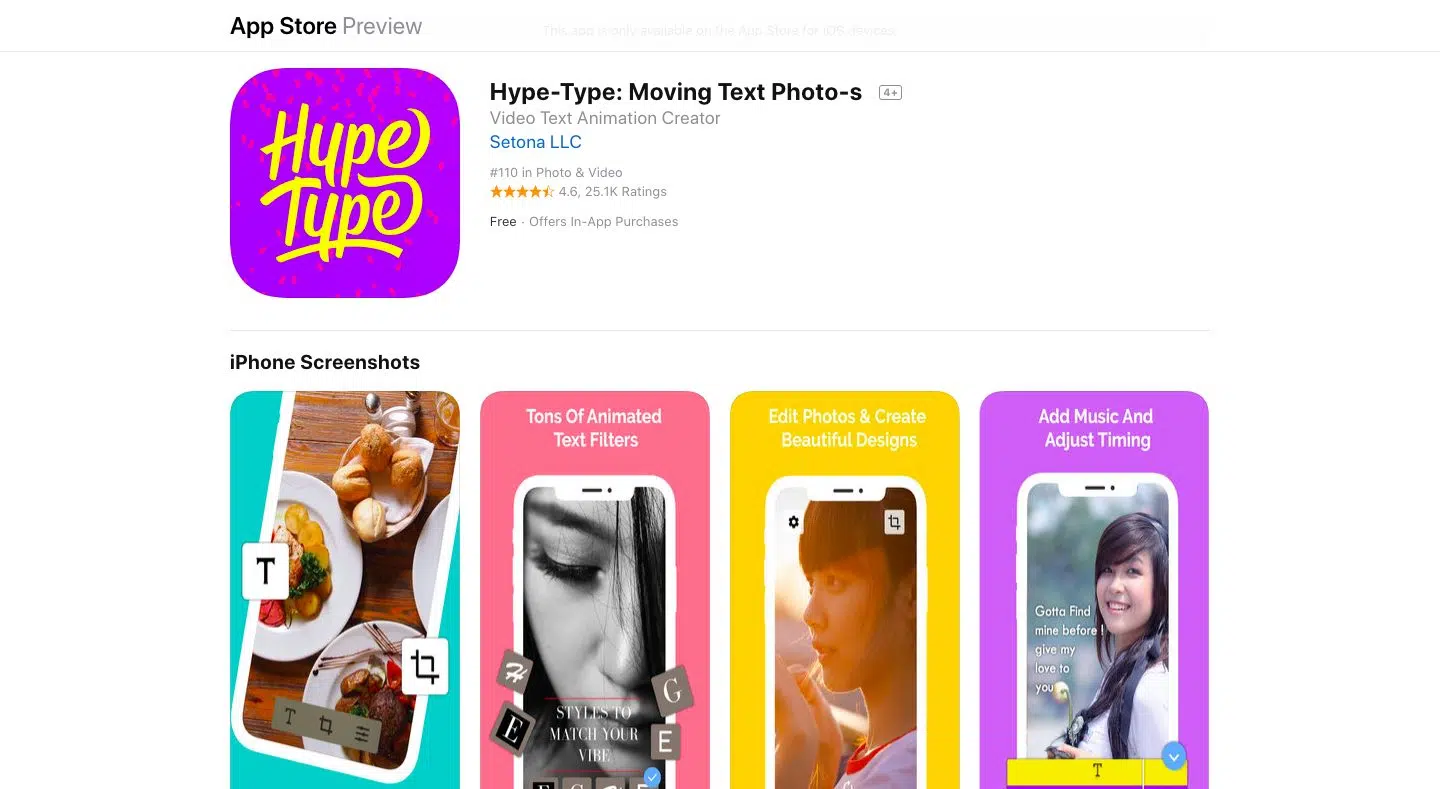 App Store Preview
This app is only available on the App Store for iOS devices.
Hype Type
Hype-Type: Moving Text Photo-s 4+
Video Text Animation Creator
Setona LLC
#110 in Photo & Video
4.6, 25.1K Ratings
Free · Offers In-App Purchases
iPhone Screenshots
T
T
Tons Of Animated
Text Filters
H
G
E
E
STYLES TO
MATCH YOUR
VIBE
E G E F
Edit Photos & Create
Beautiful Designs
Add Music And
Adjust Timing
Gotta Find
mine before !
give my
love to
you
T